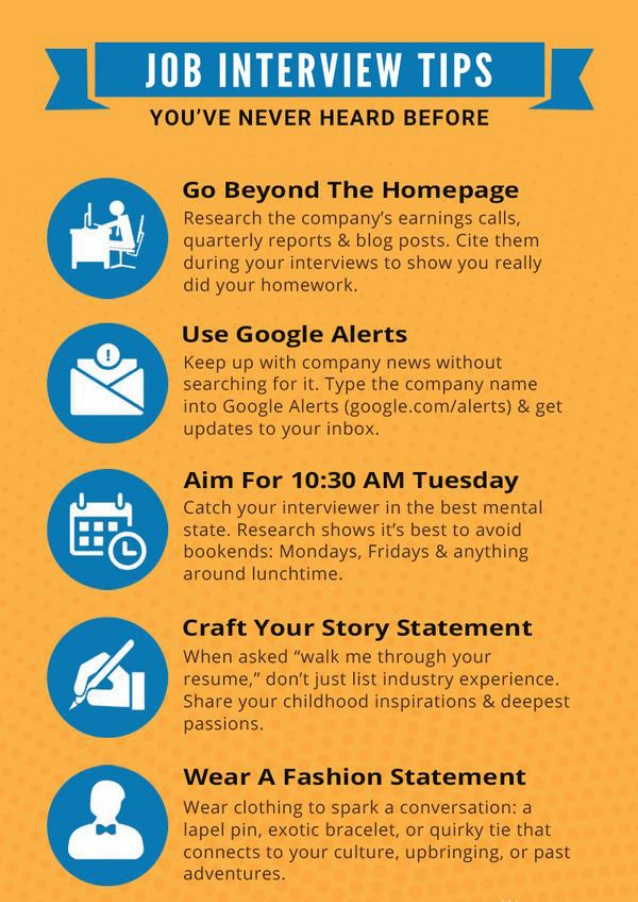 JOB INTERVIEW TIPS
YOU'VE NEVER HEARD BEFORE
Go Beyond The Homepage
Research the company's earnings calls,
quarterly reports & blog posts. Cite them
during your interviews to show you really
did your homework.
Use Google Alerts
Keep up with company news without
searching for it. Type the company name
into Google Alerts (google.com/alerts) & get
updates to your inbox.
Aim For 10:30 AM Tuesday
Catch your interviewer in the best mental
state. Research shows it's best to avoid
bookends: Mondays, Fridays & anything
around lunchtime.
Craft Your Story Statement
When asked “walk me through your
resume,” don't just list industry experience.
Share your childhood inspirations & deepest
passions.
Wear A Fashion Statement
Wear clothing to spark a conversation: a
lapel pin, exotic bracelet, or quirky tie that
connects to your culture, upbringing, or past
adventures.